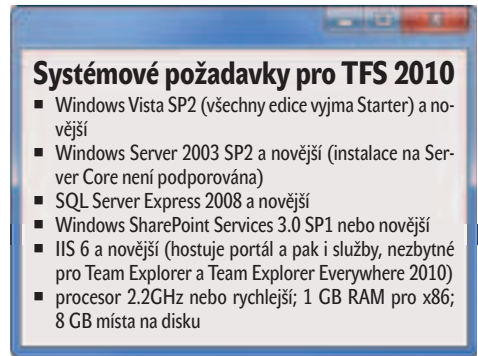 Systémové požadavky pro TFS 2010
▪ Windows Vista SP2 (všechny edice vyjma Starter) a no-
vější
▪ Windows Server 2003 SP2 a novější (instalace na Ser-
ver Core není podporována)
▪ SQL Server Express 2008 a novější
▪ Windows SharePoint Services 3.0 SP1 nebo novější
▪ IIS 6 a novější (hostuje portál a pak i služby, nezbytné
pro Team Explorer a Team Explorer Everywhere 2010)
▪ procesor 2.2GHz nebo rychlejší; 1 GB RAM pro x86;
8 GB místa na disku